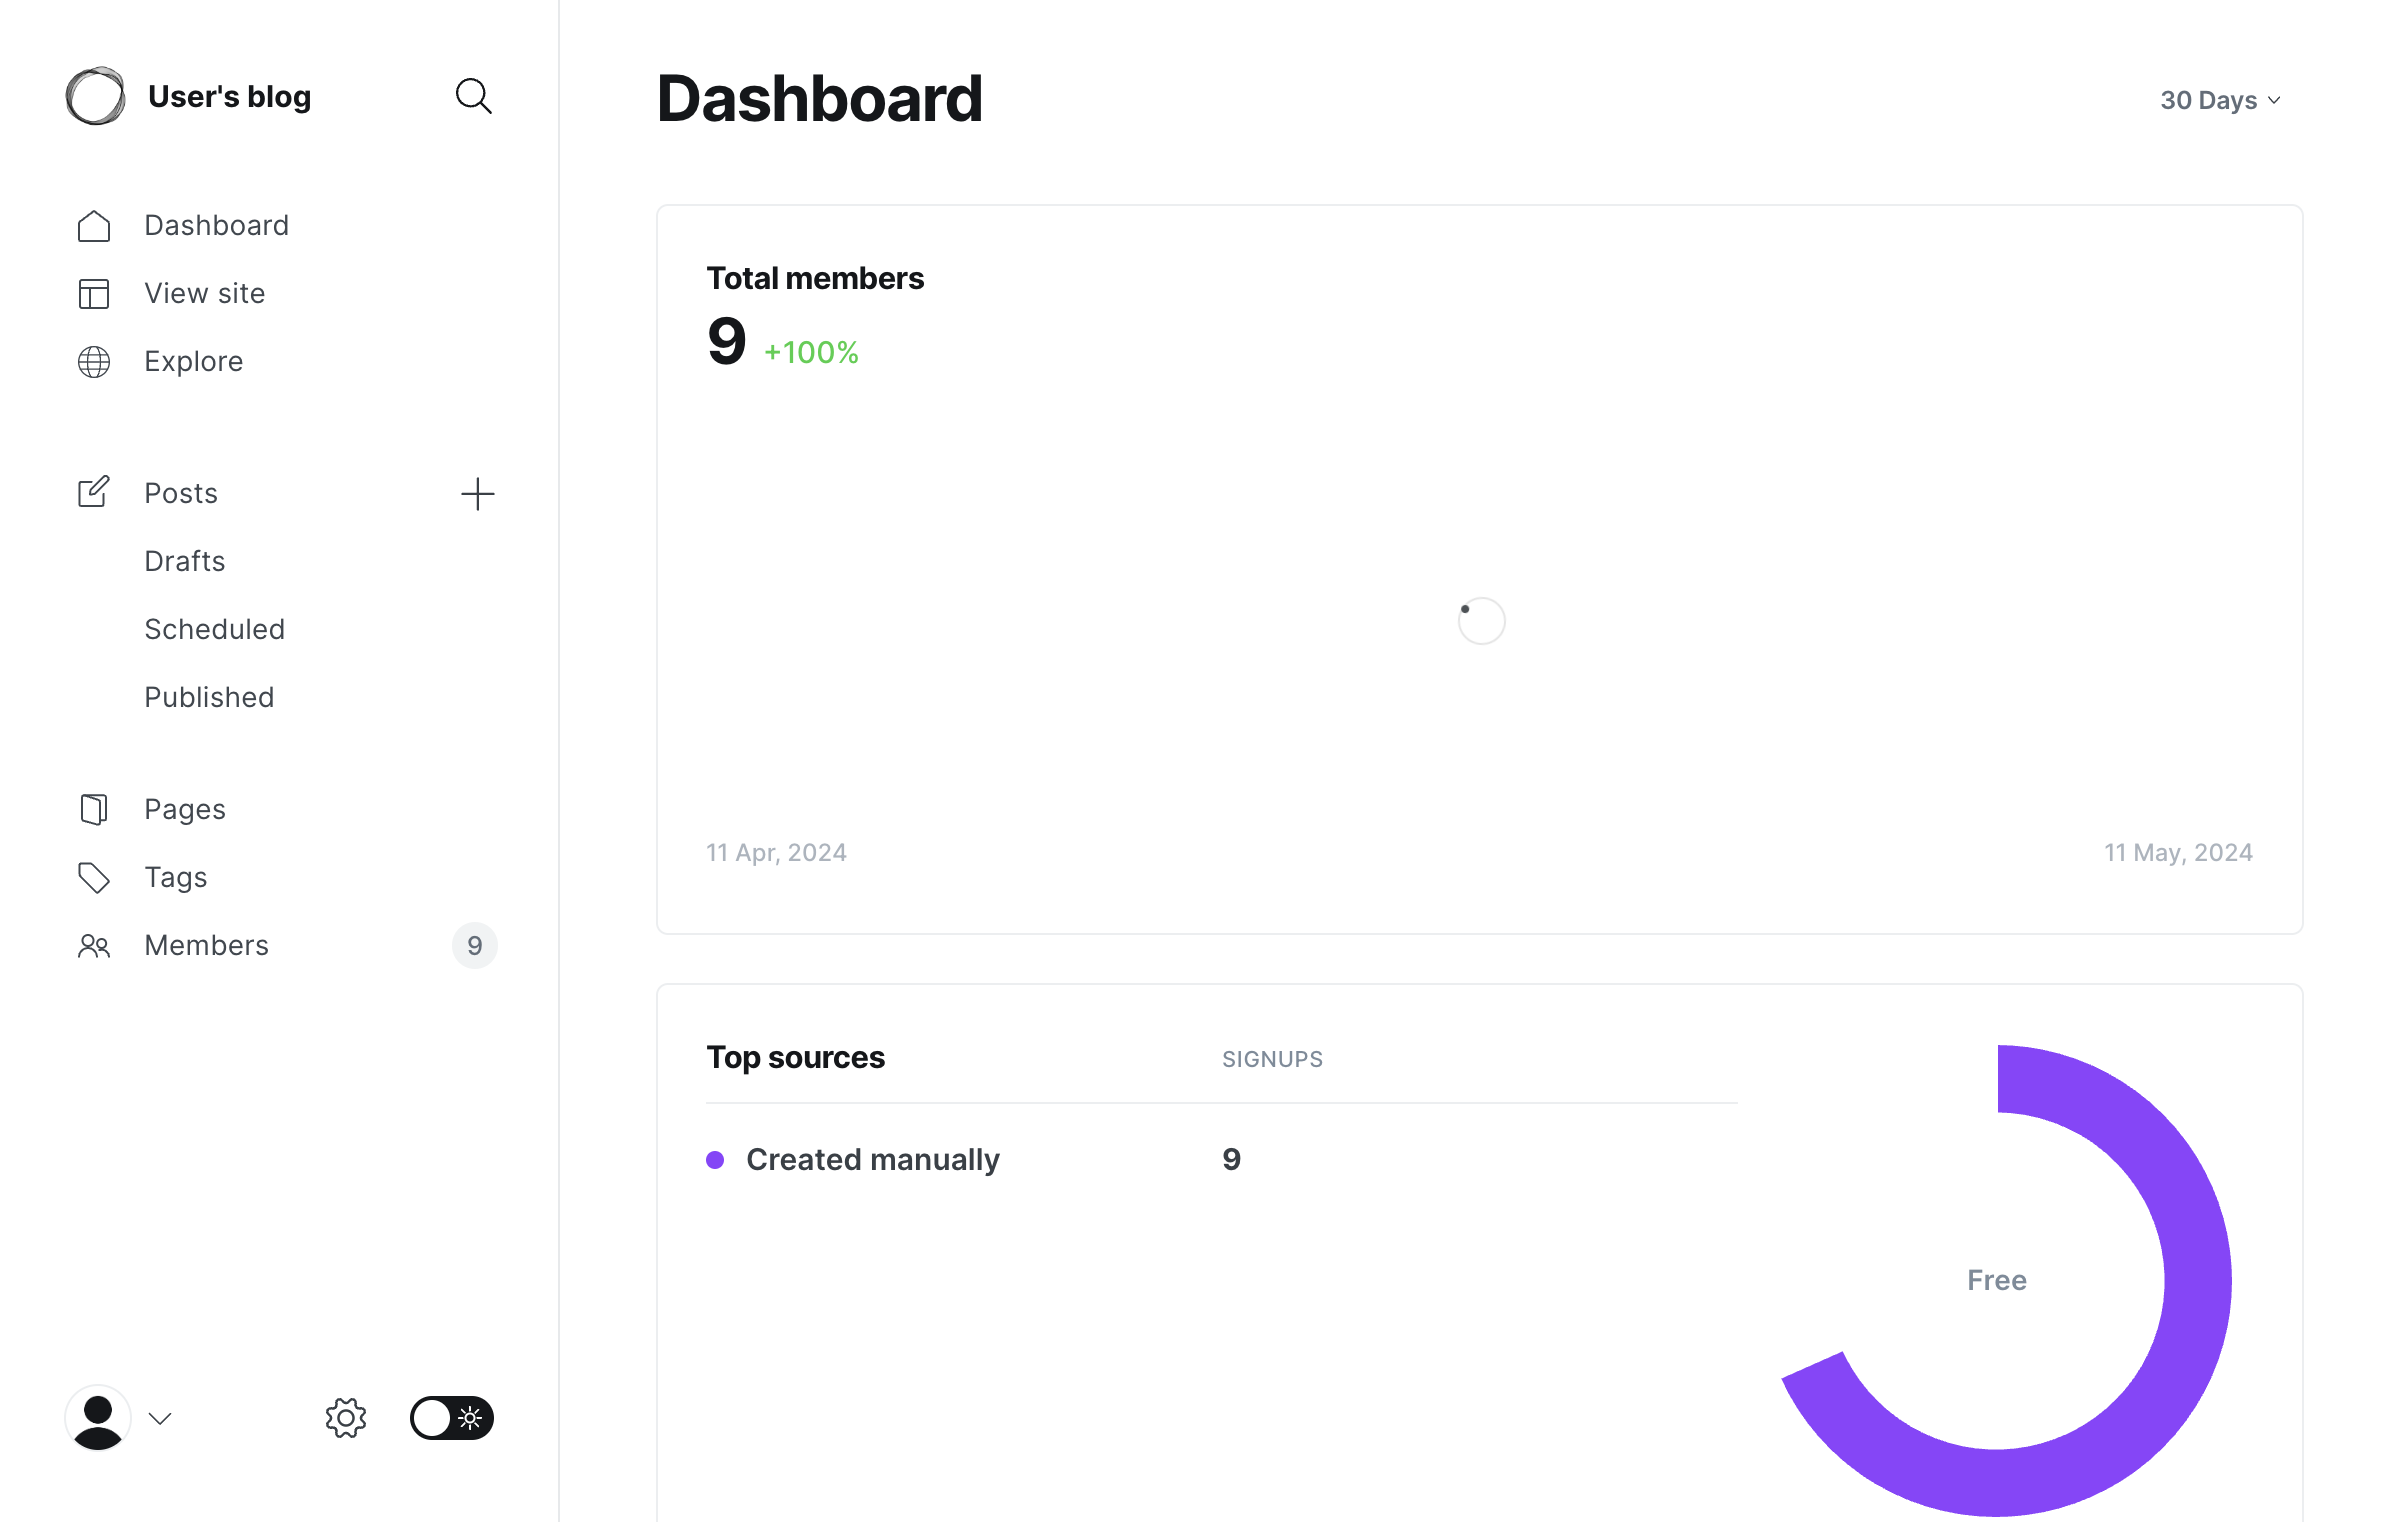 User's blog
Dashboard
View site
Explore
Posts
Drafts
Scheduled
Published
Pages
Tags
Members 9
Dashboard
30 Days
Total members
9 +100%
11 Apr, 2024
11 May, 2024
Top sources SIGNUPS
Created manually 9
Free